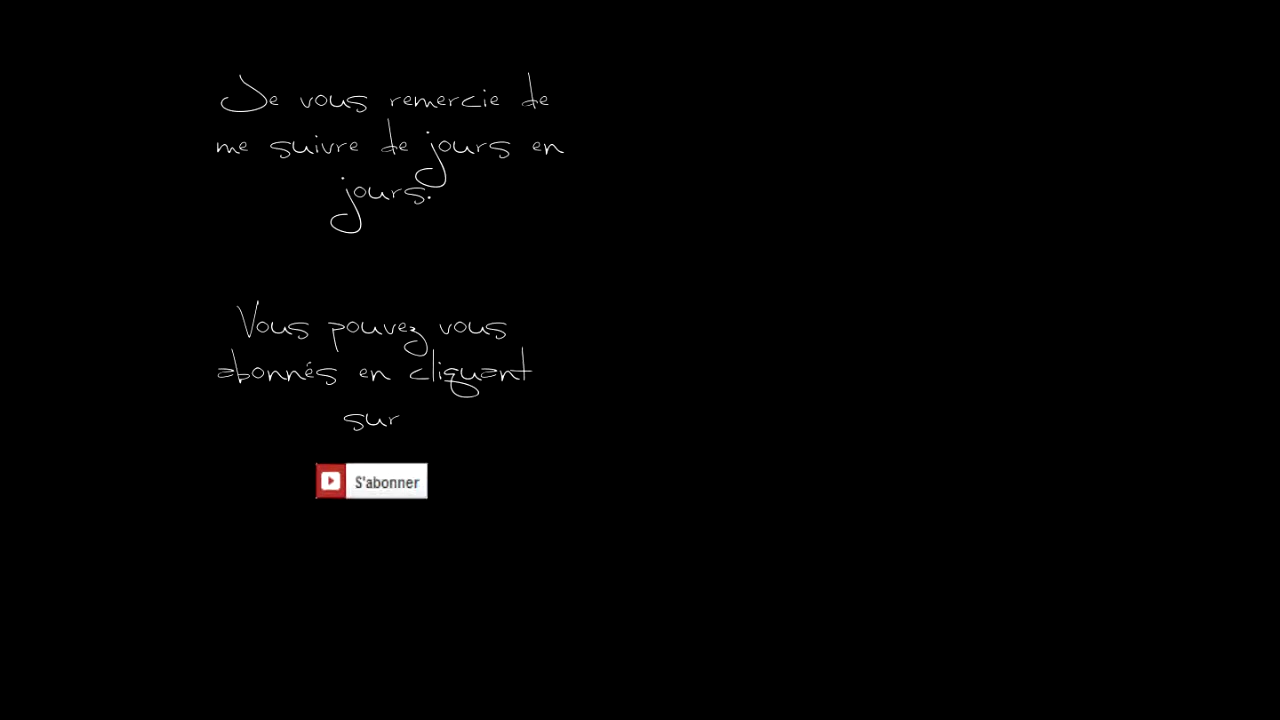 Je vous remercie de
me suivre de jours en
jours.
Vous pouvez vous
abonnés en cliquant
sur
S'abonner